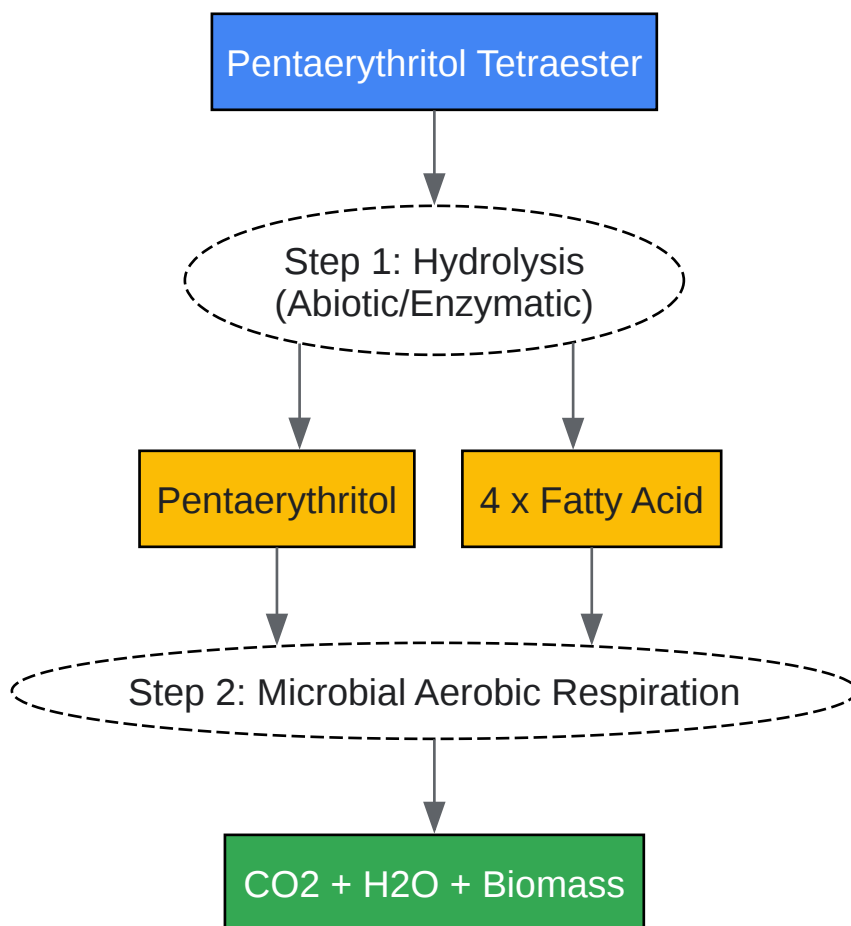 Pentaerythritol Tetraester
Step 1: Hydrolysis
(Abiotic/Enzymatic)
Pentaerythritol
4 x Fatty Acid
Step 2: Microbial Aerobic Respiration
CO2 + H2O + Biomass